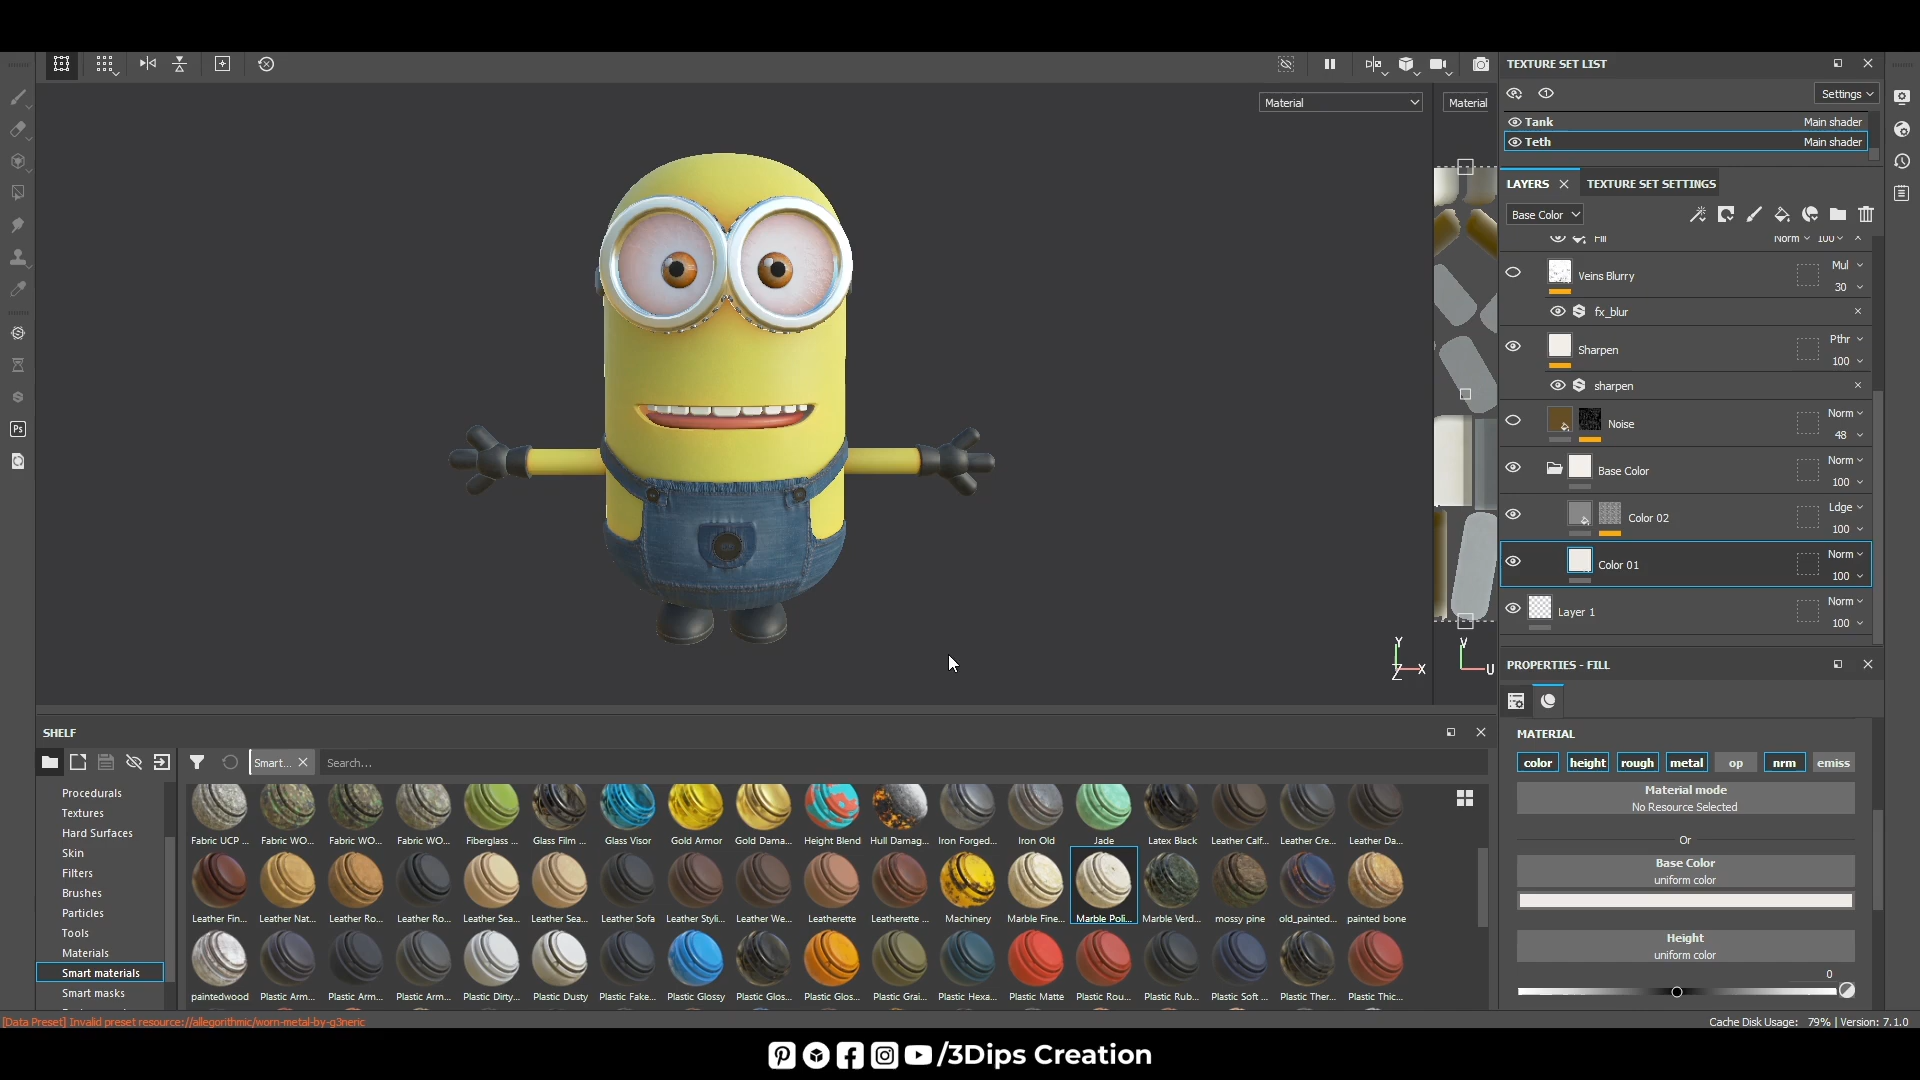 TEXTURE SET LIST
Settings
Tank Main shader
Teth Main shader
Material
Material
LAYERS
TEXTURE SET SETTINGS
Base Color
Fill Norm 100
Veins Blurry Mul 30
fx_blur
Sharpen Pthr 100
sharpen
Noise Norm 48
Base Color Norm 100
Color 02 Ldge 100
Color 01 Norm 100
Layer 1 Norm 100
Y
Z X
V
U
PROPERTIES - FILL
MATERIAL
color height rough metal op nrm emiss
Material mode
No Resource Selected
Or
Base Color
uniform color
Height
uniform color
0
SHELF
Smart...
Search...
Procedurals
Textures
Hard Surfaces
Skin
Filters
Brushes
Particles
Tools
Materials
Smart materials
Smart masks
Fabric UCP ... Fabric WO... Fabric WO... Fabric WO... Fiberglass ... Glass Film ... Glass Visor Gold Armor Gold Dama... Height Blend Hull Damag... Iron Forged... Iron Old Jade Latex Black Leather Calf... Leather Cre... Leather Da...
Leather Fin... Leather Nat... Leather Ro... Leather Ro... Leather Sea... Leather Sea... Leather Sofa Leather Styli... Leather We... Leatherette Leatherette ... Machinery Marble Fine... Marble Poli... Marble Verd... mossy pine old_painted... painted bone
paintedwood Plastic Arm... Plastic Arm... Plastic Arm... Plastic Dirty... Plastic Dusty Plastic Fake... Plastic Glossy Plastic Glos... Plastic Glos... Plastic Grai... Plastic Hexa... Plastic Matte Plastic Rou... Plastic Rub... Plastic Soft ... Plastic Ther... Plastic Thic...
[Data Preset] Invalid preset resource://allegorithmic/worn-metal-by-g3neric
Cache Disk Usage: 79% | Version: 7.1.0
/3Dips Creation
Ps